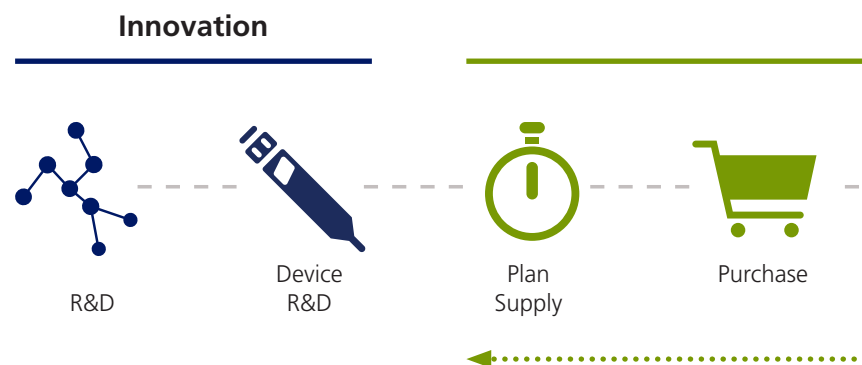 Innovation
R&D
Device
R&D
Plan
Supply
Purchase